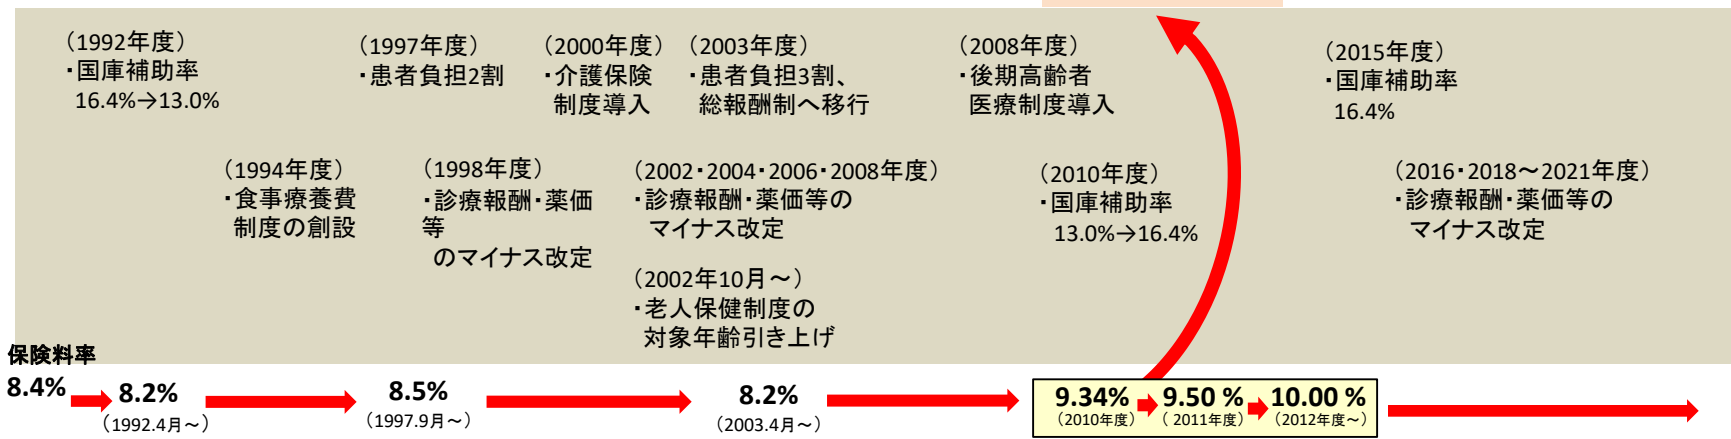 (1992年度)
・国庫補助率
16.4%→13.0%
(1997年度)
・患者負担2割
(2000年度)
・介護保険
制度導入
(2003年度)
・患者負担3割、
総報酬制へ移行
(2008年度)
・後期高齢者
医療制度導入
(2015年度)
・国庫補助率
16.4%
(1994年度)
・食事療養費
制度の創設
(1998年度)
・診療報酬・薬価
等
のマイナス改定
(2002・2004・2006・2008年度)
・診療報酬・薬価等の
マイナス改定
(2002年10月～)
・老人保健制度の
対象年齢引き上げ
(2010年度)
・国庫補助率
13.0%→16.4%
(2016・2018～2021年度)
・診療報酬・薬価等の
マイナス改定
保険料率
8.4%
8.2%
(1992.4月～)
8.5%
(1997.9月～)
8.2%
(2003.4月～)
9.34%
(2010年度)
9.50 %
( 2011年度)
10.00 %
(2012年度～)